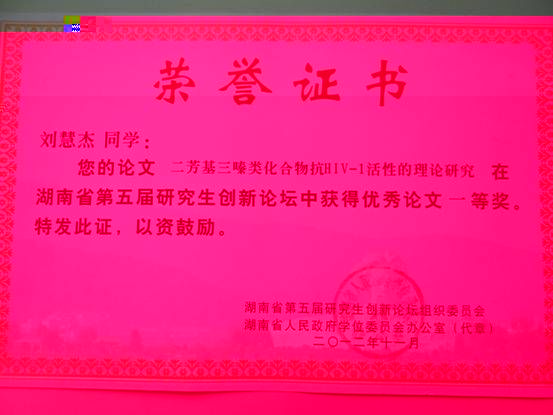 荣誉证书
刘慧杰 同学：
您的论文 二芳基三嗪类化合物抗HIV-1活性的理论研究 在
湖南省第五届研究生创新论坛中获得优秀论文一等奖。
特发此证，以资鼓励。
湖南省第五届研究生创新论坛组织委员会
湖南省人民政府学位委员会办公室（代章）
二〇一二年十一月